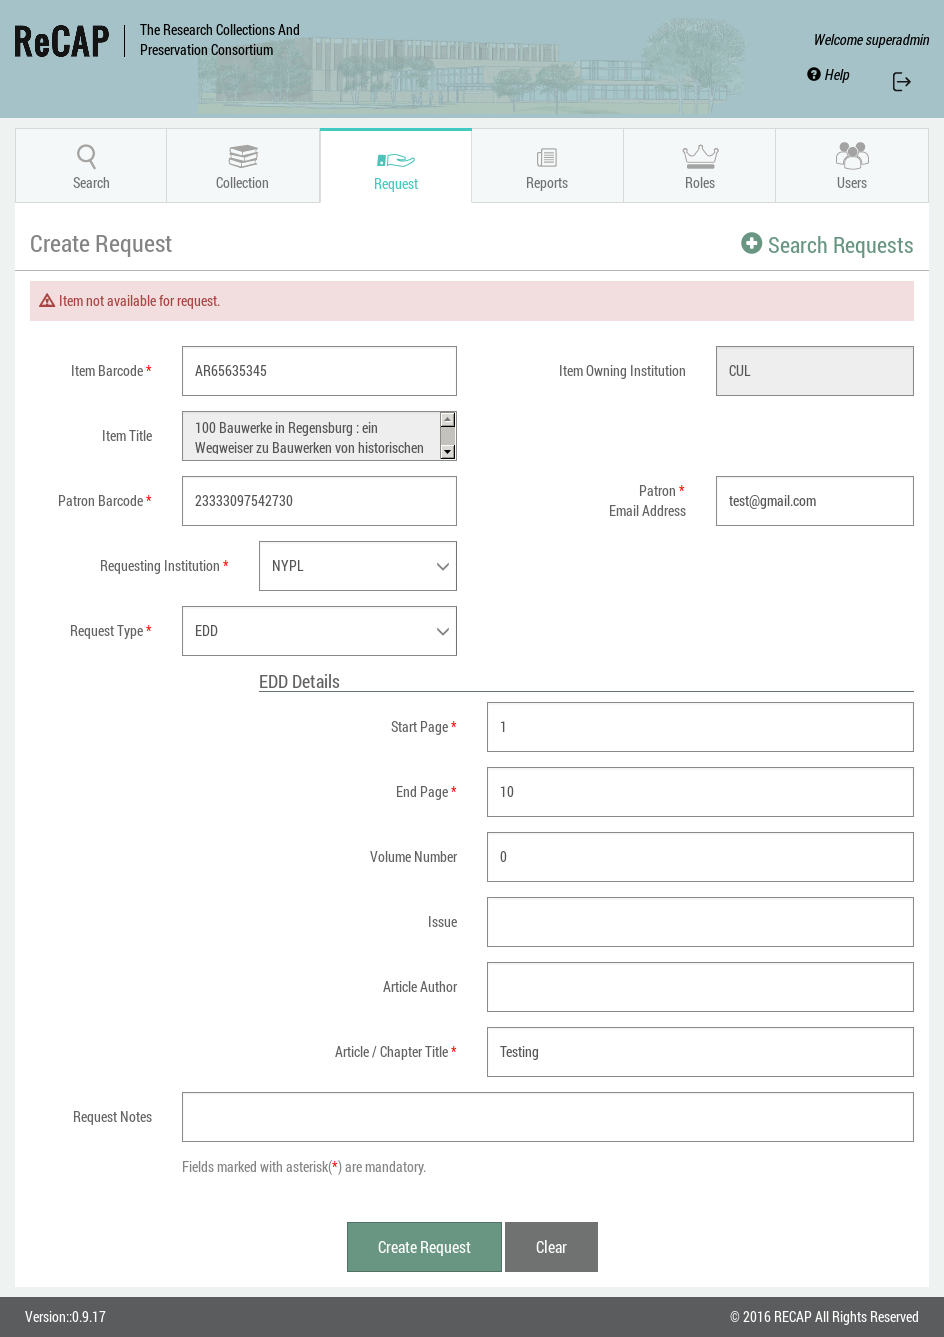 ReCAP
The Research Collections And
Preservation Consortium
Welcome superadmin
Help
Search
Collection
Request
Reports
Roles
Users
Create Request
Search Requests
Item not available for request.
Item Barcode *
AR65635345
Item Owning Institution
CUL
Item Title
100 Bauwerke in Regensburg : ein
Wegweiser zu Bauwerken von historischen
Patron Barcode *
23333097542730
Patron *
Email Address
test@gmail.com
Requesting Institution *
NYPL
Request Type *
EDD
EDD Details
Start Page *
1
End Page *
10
Volume Number
0
Issue
Article Author
Article / Chapter Title *
Testing
Request Notes
Fields marked with asterisk(*) are mandatory.
Create Request
Clear
Version::0.9.17
© 2016 RECAP All Rights Reserved